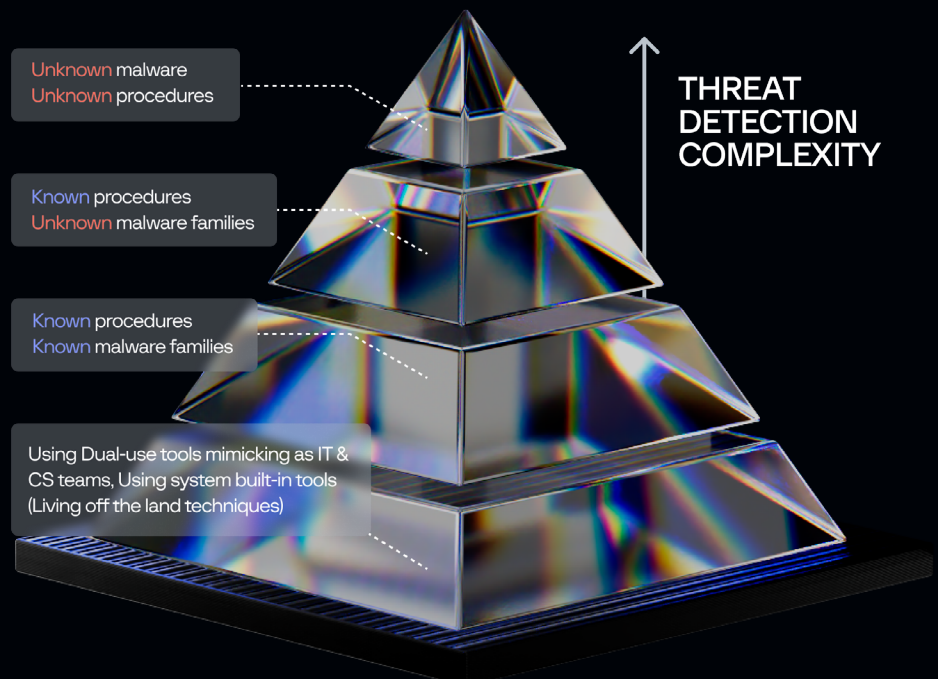 Unknown malware
Unknown procedures
THREAT
DETECTION
COMPLEXITY
Known procedures
Unknown malware families
Known procedures
Known malware families
Using Dual-use tools mimicking as IT &
CS teams, Using system built-in tools
(Living off the land techniques)